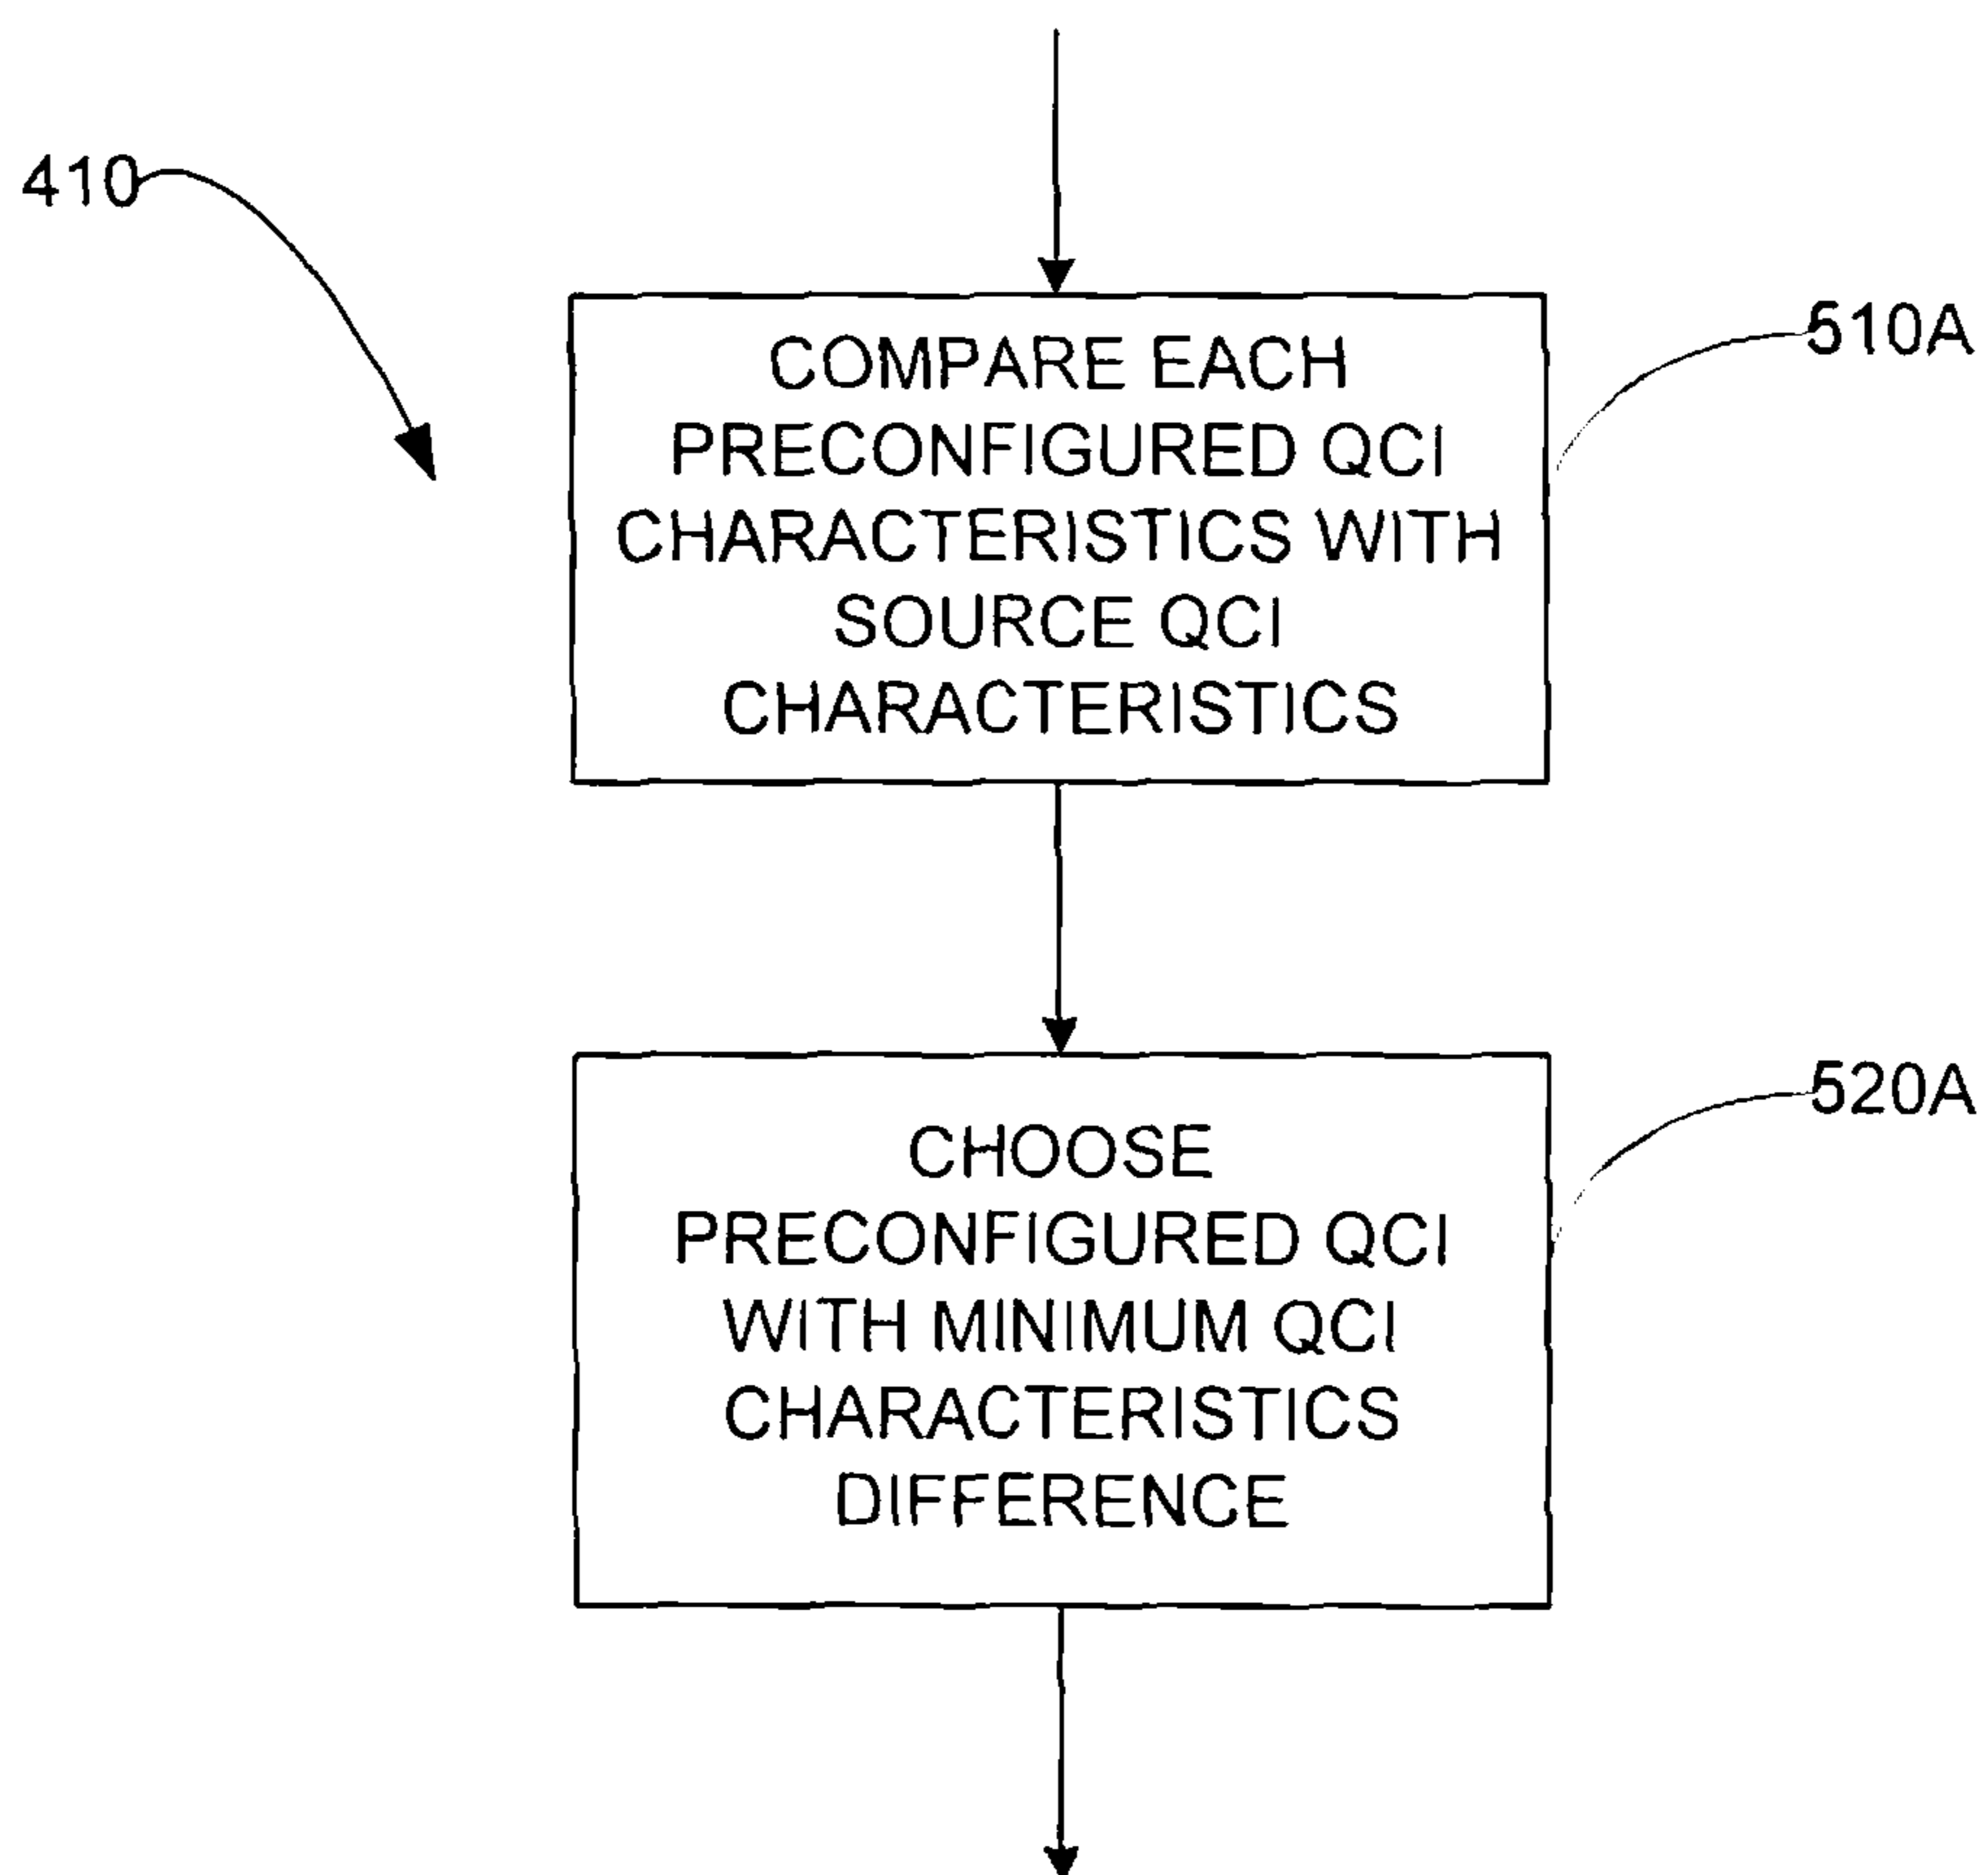 410
COMPARE EACH
PRECONFIGURED QCI
CHARACTERISTICS WITH
SOURCE QCI
CHARACTERISTICS
510A
CHOOSE
PRECONFIGURED QCI
WITH MINIMUM QCI
CHARACTERISTICS
DIFFERENCE
520A